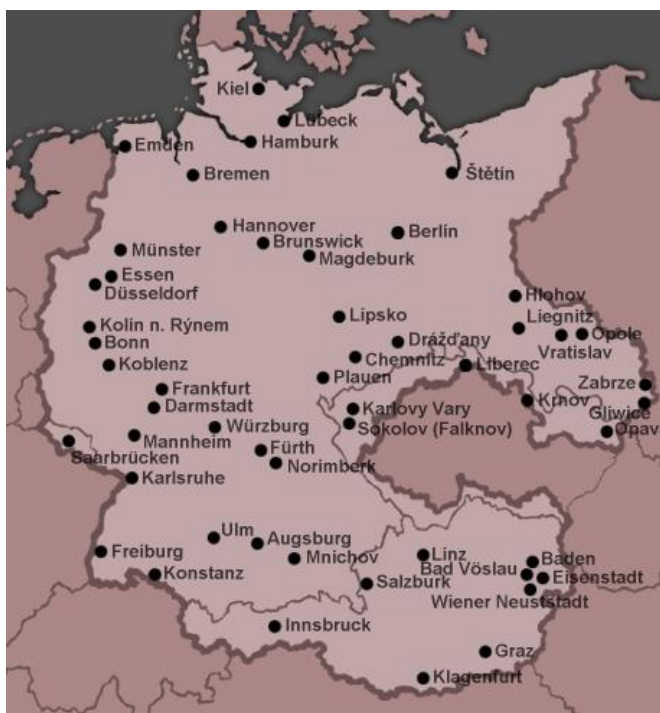 Kiel
Lübeck
Hamburk
Emden
Bremen
Štětín
Hannover
Brunswick
Berlín
Münster
Magdeburk
Essen
Düsseldorf
Hlohov
Lipsko
Liegnitz
Kolín n. Rýnem
Bonn
Drážďany
Opole
Vratislav
Chemnitz
Koblenz
Liberec
Plauen
Zabrze
Frankfurt
Krnov
Darmstadt
Karlovy Vary
Gliwice
Würzburg
Sokolov (Falknov)
Opava
Mannheim
Fürth
Saarbrücken
Norimberk
Karlsruhe
Ulm
Augsburg
Freiburg
Mnichov
Linz
Baden
Konstanz
Bad Vöslau
Eisenstadt
Salzburk
Wiener Neuststadt
Innsbruck
Graz
Klagenfurt